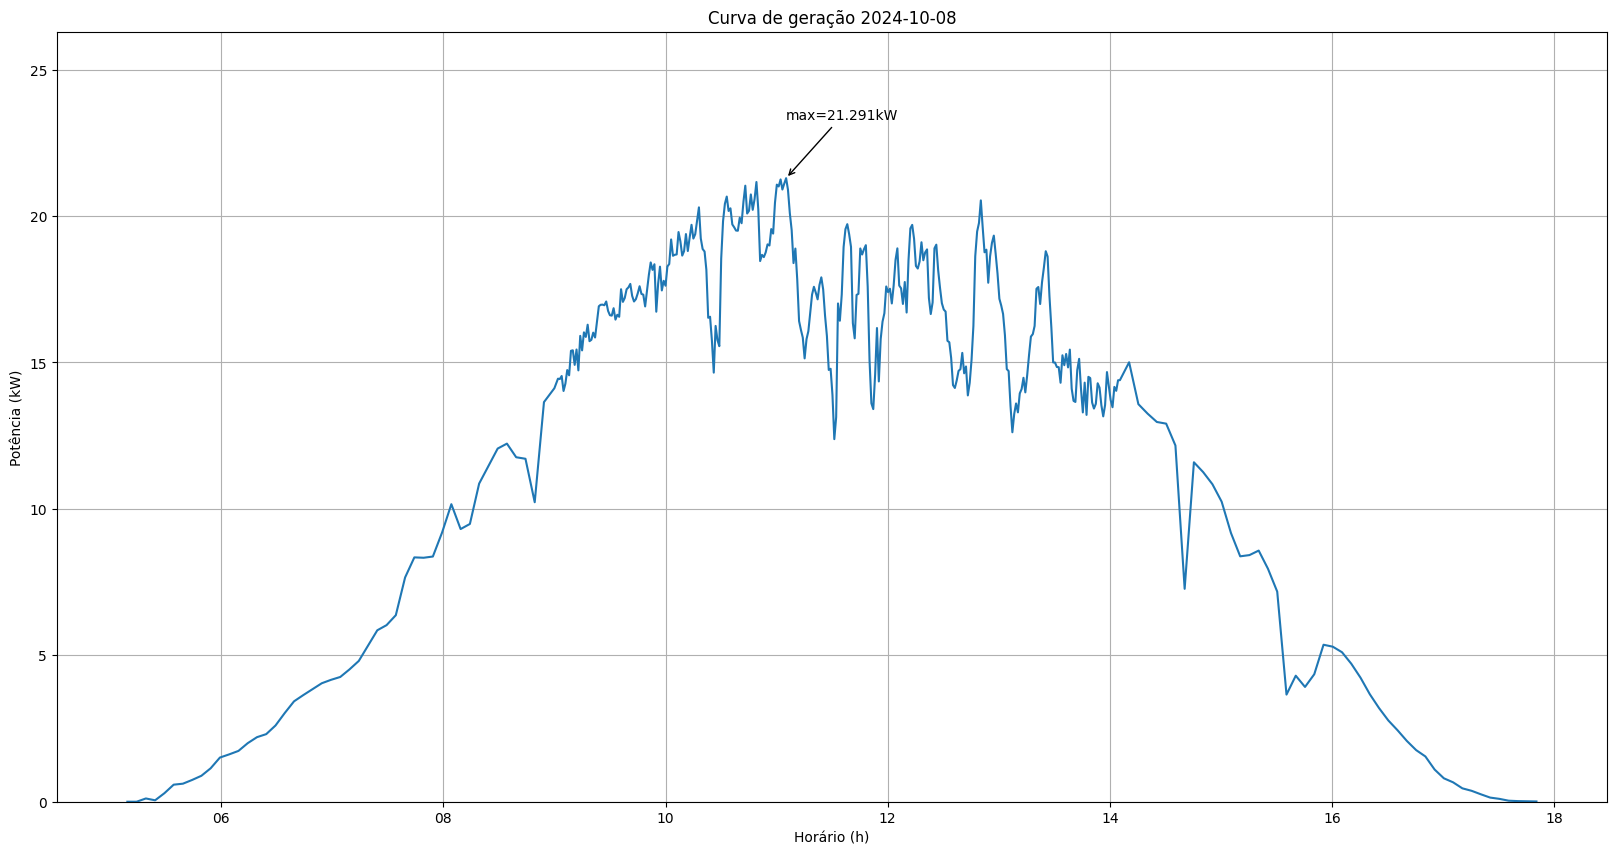 Curva de geração 2024-10-08
25
max=21.291kW
20
15
Potência (kW)
10
5
0
06 08 10 12 14 16 18
Horário (h)